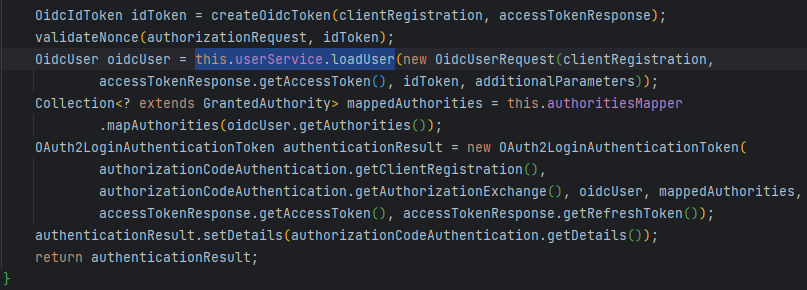 OidcIdToken idToken = createOidcToken(clientRegistration, accessTokenResponse);
validateNonce(authorizationRequest, idToken);
OidcUser oidcUser = this.userService.loadUser(new OidcUserRequest(clientRegistration,
accessTokenResponse.getAccessToken(), idToken, additionalParameters));
Collection<? extends GrantedAuthority> mappedAuthorities = this.authoritiesMapper
.mapAuthorities(oidcUser.getAuthorities());
OAuth2LoginAuthenticationToken authenticationResult = new OAuth2LoginAuthenticationToken(
authorizationCodeAuthentication.getClientRegistration(),
authorizationCodeAuthentication.getAuthorizationExchange(), oidcUser, mappedAuthorities,
accessTokenResponse.getAccessToken(), accessTokenResponse.getRefreshToken());
authenticationResult.setDetails(authorizationCodeAuthentication.getDetails());
return authenticationResult;
}